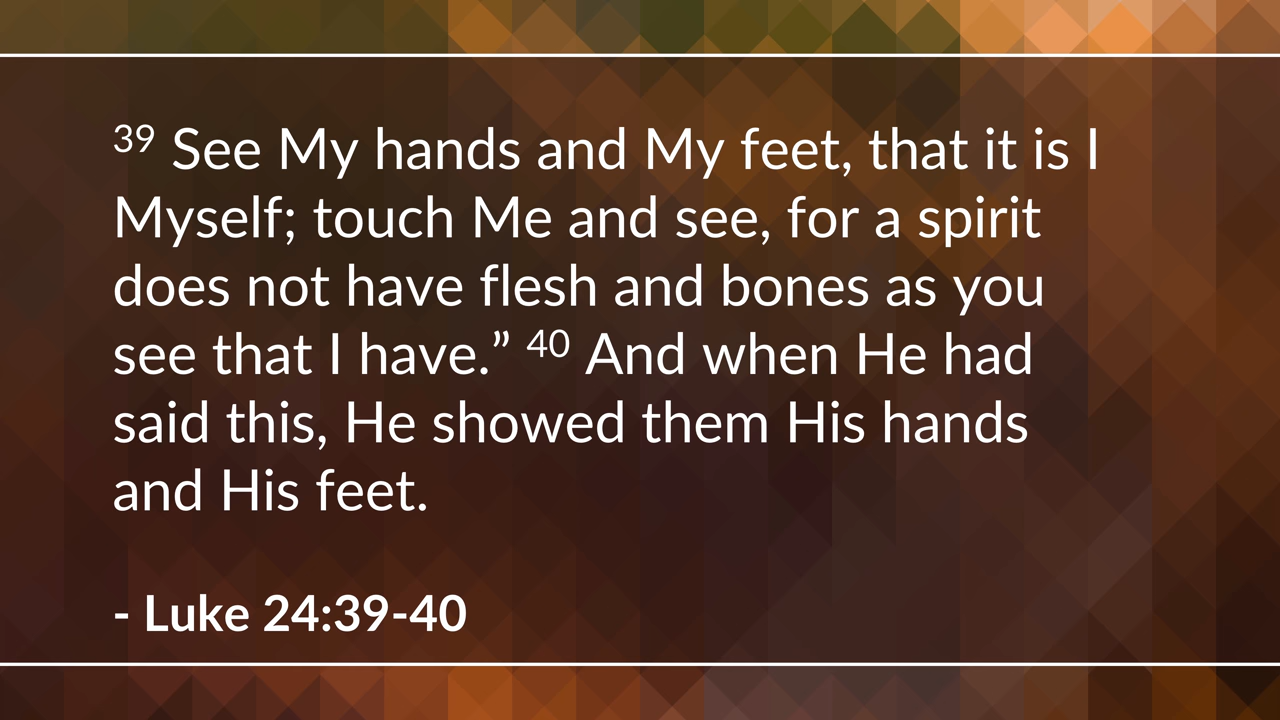 39 See My hands and My feet, that it is I
Myself; touch Me and see, for a spirit
does not have flesh and bones as you
see that I have.” 40 And when He had
said this, He showed them His hands
and His feet.
- Luke 24:39-40